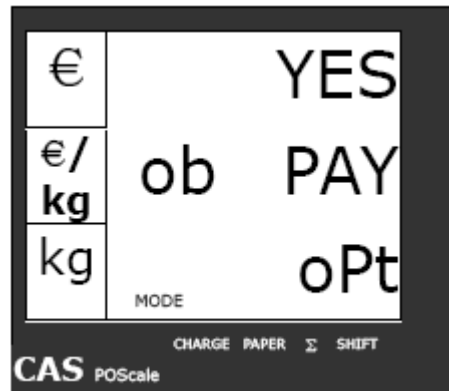 € YES
€/kg ob PAY
kg oPt
MODE
CHARGE PAPER Σ SHIFT
CAS POScale